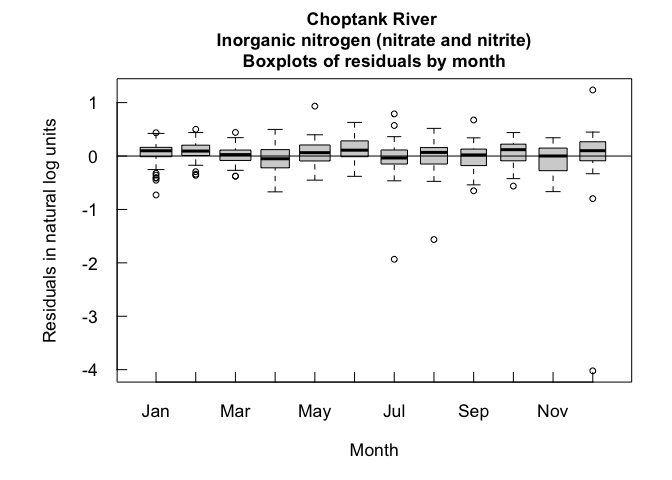 Choptank River
Inorganic nitrogen (nitrate and nitrite)
Boxplots of residuals by month
Residuals in natural log units
1
0
-1
-2
-3
-4
Jan Mar May Jul Sep Nov
Month